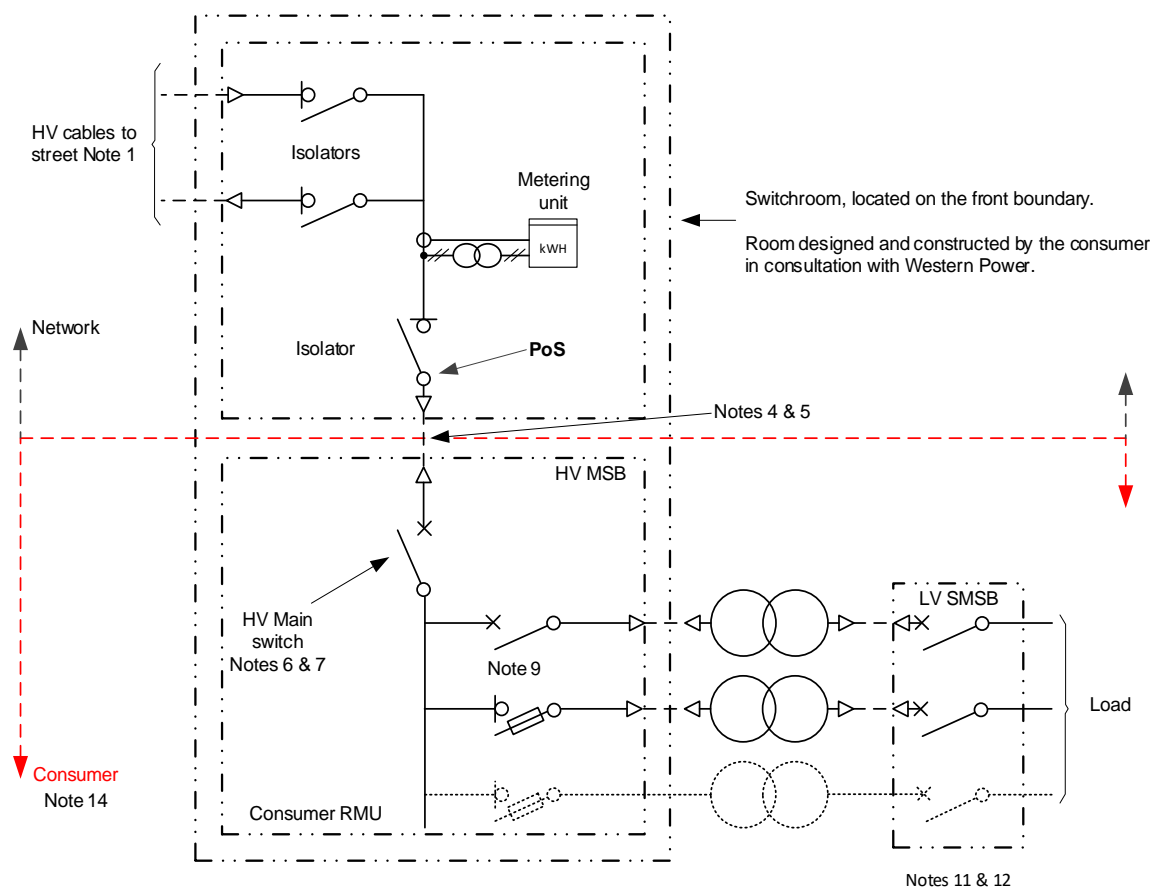 HV cables to
street Note 1
Isolators
Metering
unit
kWH
Switchroom, located on the front boundary.
Room designed and constructed by the consumer
in consultation with Western Power.
Network
Isolator
PoS
Notes 4 & 5
HV MSB
HV Main
switch
Notes 6 & 7
LV SMSB
Note 9
Load
Consumer
Note 14
Consumer RMU
Notes 11 & 12